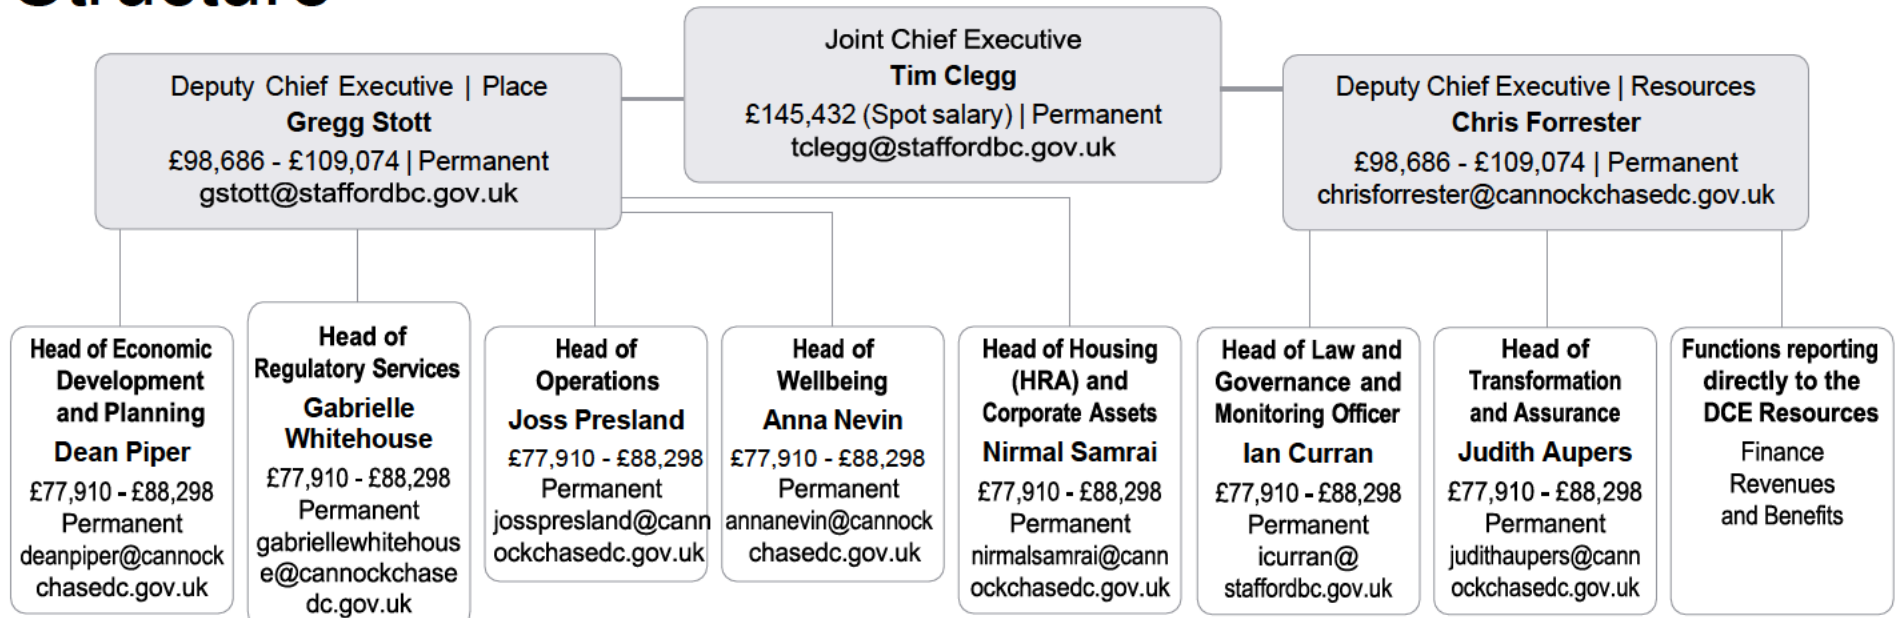 Structure
Joint Chief Executive
Tim Clegg
£145,432 (Spot salary) | Permanent
tclegg@staffordbc.gov.uk
Deputy Chief Executive | Place
Gregg Stott
£98,686 - £109,074 | Permanent
gstott@staffordbc.gov.uk
Deputy Chief Executive | Resources
Chris Forrester
£98,686 - £109,074 | Permanent
chrisforrester@cannockchasedc.gov.uk
Head of Economic
Development
and Planning
Dean Piper
£77,910 - £88,298
Permanent
deanpiper@cannock
chasedc.gov.uk
Head of
Regulatory Services
Gabrielle
Whitehouse
£77,910 - £88,298
Permanent
gabriellewhitehous
e@cannockchase
dc.gov.uk
Head of
Operations
Joss Presland
£77,910 - £88,298
Permanent
josspresland@cann
ockchasedc.gov.uk
Head of
Wellbeing
Anna Nevin
£77,910 - £88,298
Permanent
annanevin@cannock
chasedc.gov.uk
Head of Housing
(HRA) and
Corporate Assets
Nirmal Samrai
£77,910 - £88,298
Permanent
nirmalsamrai@cann
ockchasedc.gov.uk
Head of Law and
Governance and
Monitoring Officer
Ian Curran
£77,910 - £88,298
Permanent
icurran@
staffordbc.gov.uk
Head of
Transformation
and Assurance
Judith Aupers
£77,910 - £88,298
Permanent
judithaupers@cann
ockchasedc.gov.uk
Functions reporting
directly to the
DCE Resources
Finance
Revenues
and Benefits